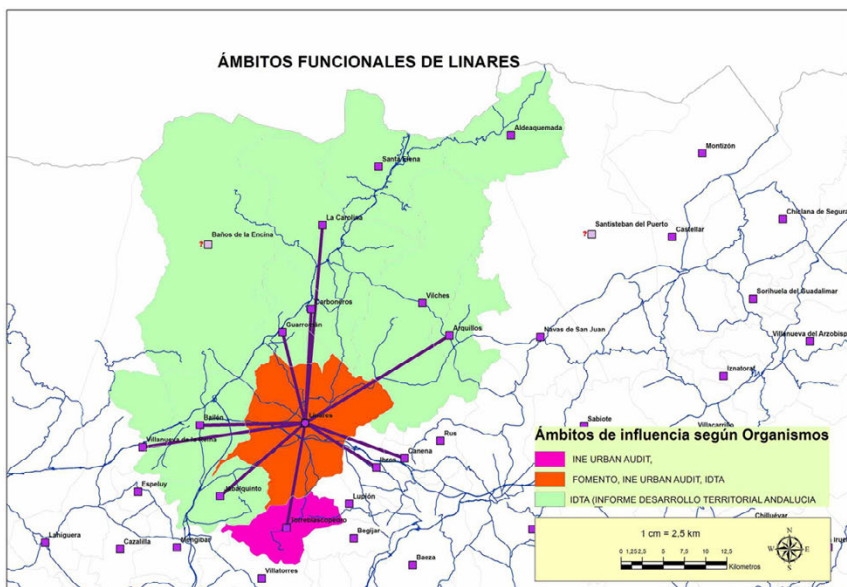 ÁMBITOS FUNCIONALES DE LINARES
Aldeaquemada
Montizón
Santa Elena
Chiclana de Segura
La Carolina
Santisteban del Puerto
?
Castellar
Baños de la Encina
?
Vilches
Sorihuela del Guadalimar
Carboneros
Guarromán
Arquillos
Navas de San Juan
Villanueva del Arzobispo
Iznatoraf
Linares
Bailén
Sabiote
Villacarrillo
Villanueva de la Reina
Rus
Canena
Ibros
Espeluy
Jabalquinto
Lupión
Torreblascopedro
Begíjar
Lahiguera
Cazalilla
Mengibar
Baeza
Villatorres
Chilluévar
Ámbitos de influencia según Organismos
INE URBAN AUDIT,
FOMENTO, INE URBAN AUDIT, IDTA
IDTA (INFORME DESARROLLO TERRITORIAL ANDALUCIA
1 cm = 2.5 km
0 1,252,5 5 7,5 10 12,5
Kilometros
N
W E
S